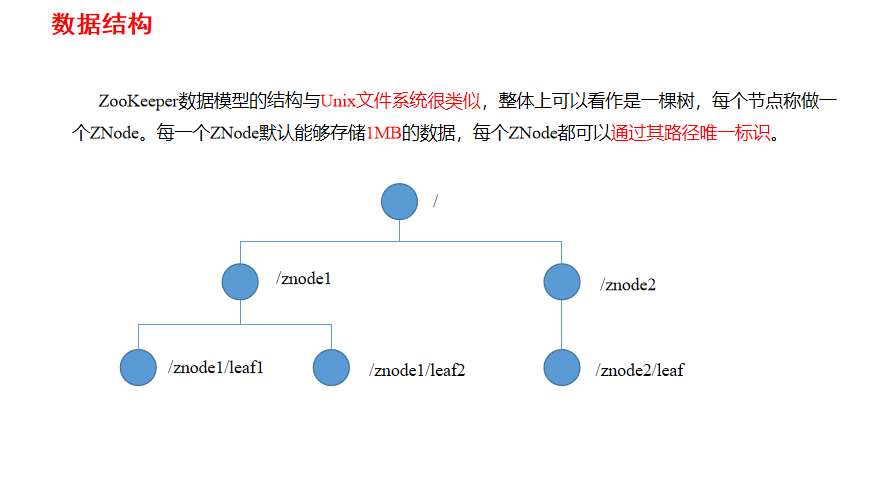 数据结构
ZooKeeper数据模型的结构与Unix文件系统很类似，整体上可以看作是一棵树，每个节点称做一
个ZNode。每一个ZNode默认能够存储1MB的数据，每个ZNode都可以通过其路径唯一标识。
/
/znode1
/znode2
/znode1/leaf1
/znode1/leaf2
/znode2/leaf